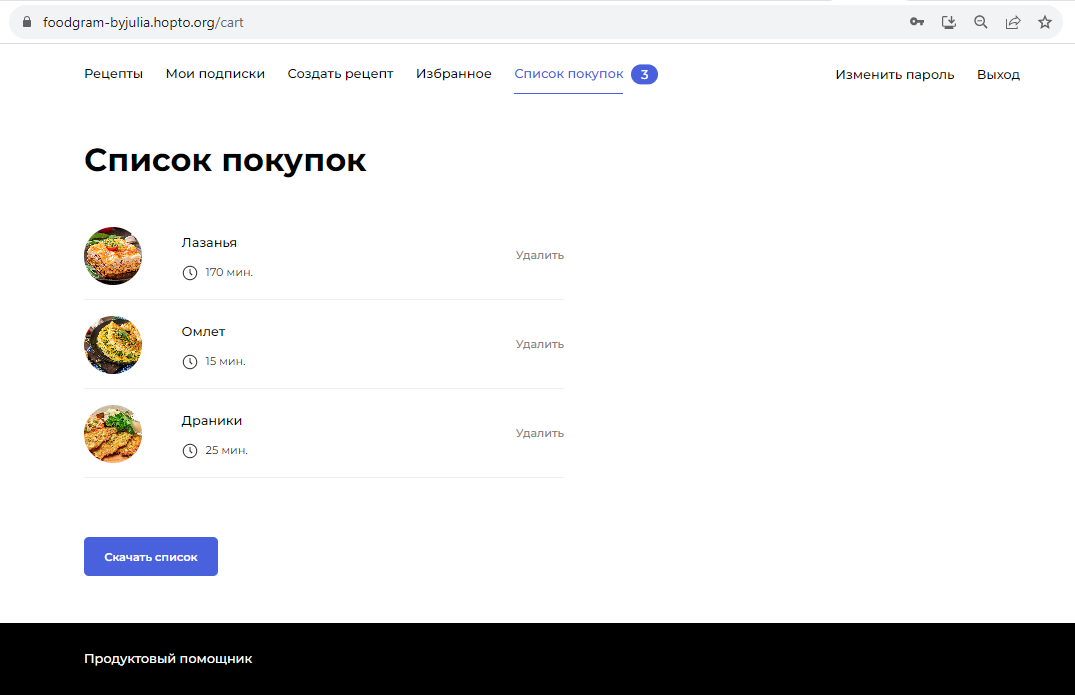 foodgram-byjulia.hopto.org/cart
Рецепты Мои подписки Создать рецепт Избранное Список покупок 3 Изменить пароль Выход
Список покупок
Лазанья
170 мин.
Удалить
Омлет
15 мин.
Удалить
Драники
25 мин.
Удалить
Скачать список
Продуктовый помощник